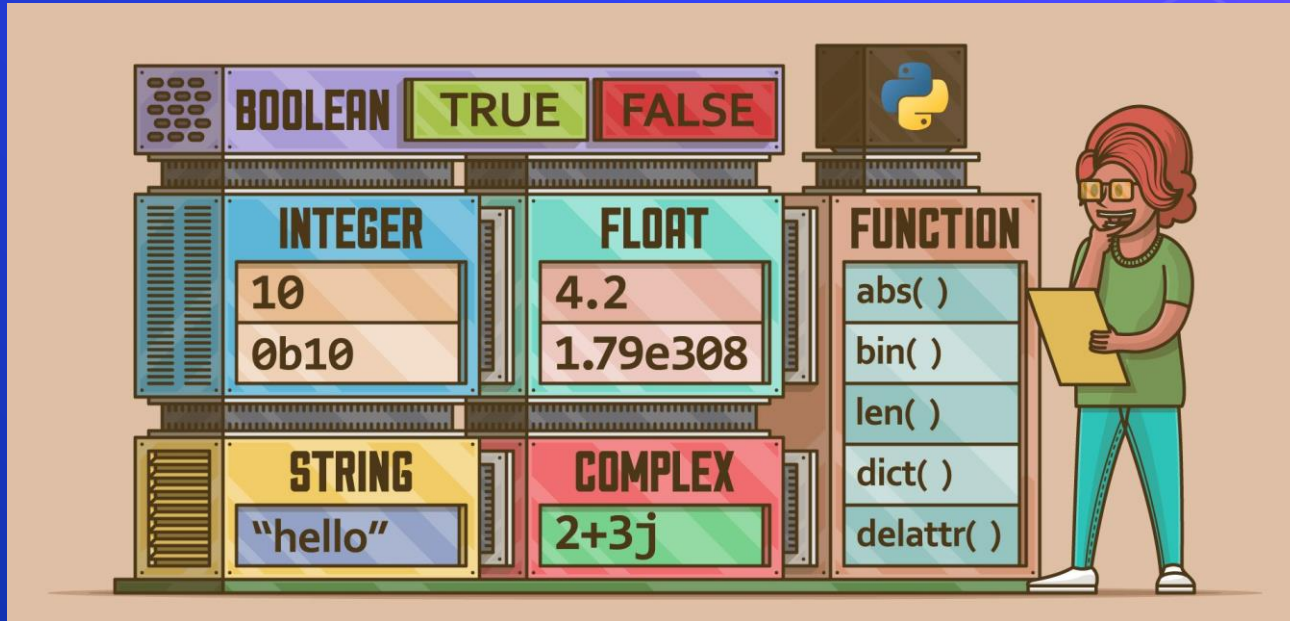 BOOLEAN TRUE FALSE
INTEGER
10
0b10
FLOAT
4.2
1.79e308
STRING
“hello”
COMPLEX
2+3j
FUNCTION
abs( )
bin( )
len( )
dict( )
delattr( )